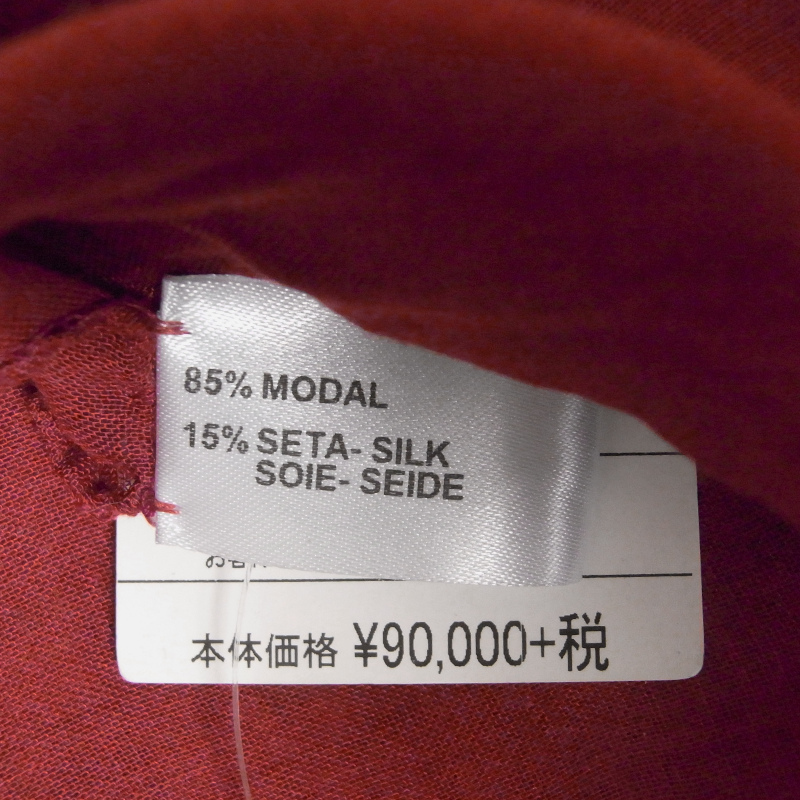 85% MODAL
15% SETA- SILK
SOIE- SEIDE
本体価格 ¥90,000+税